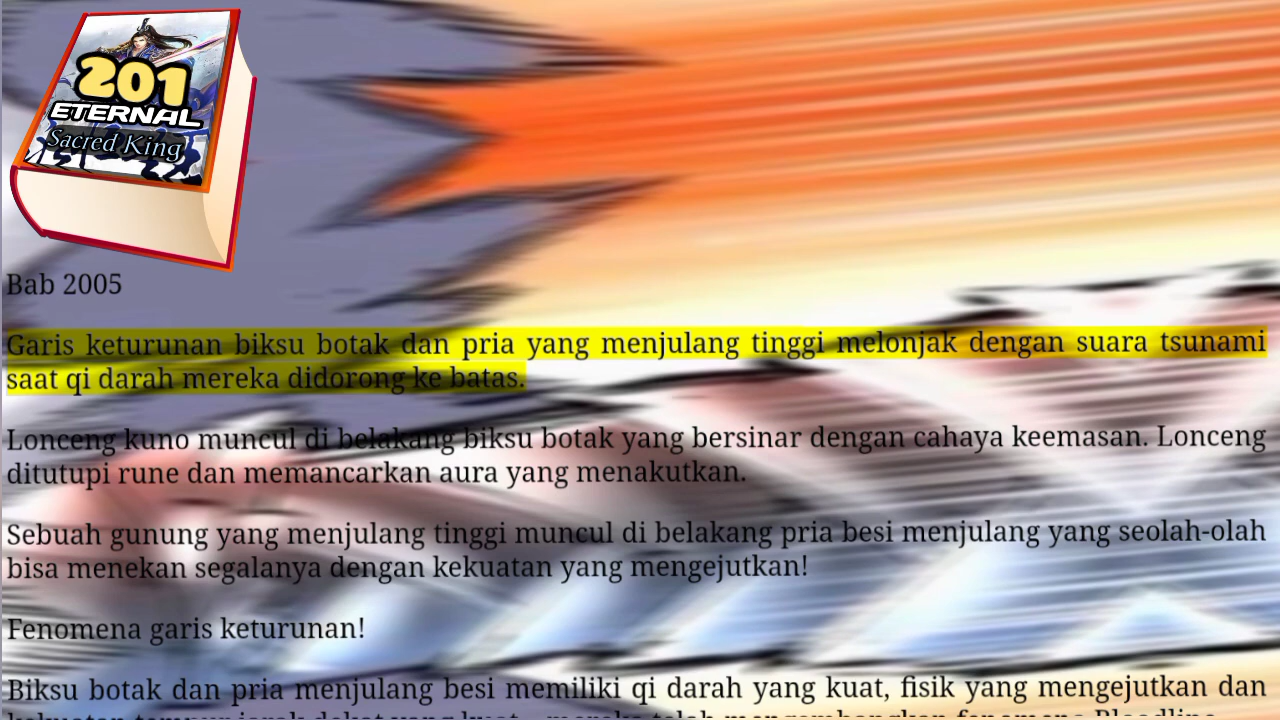 201
ETERNAL
Sacred King
Bab 2005
Garis keturunan biksu botak dan pria yang menjulang tinggi melonjak dengan suara tsunami
saat qi darah mereka didorong ke batas.
Lonceng kuno muncul di belakang biksu botak yang bersinar dengan cahaya keemasan. Lonceng
ditutupi rune dan memancarkan aura yang menakutkan.
Sebuah gunung yang menjulang tinggi muncul di belakang pria besi menjulang yang seolah-olah
bisa menekan segalanya dengan kekuatan yang mengejutkan!
Fenomena garis keturunan!
Biksu botak dan pria menjulang besi memiliki qi darah yang kuat, fisik yang mengejutkan dan